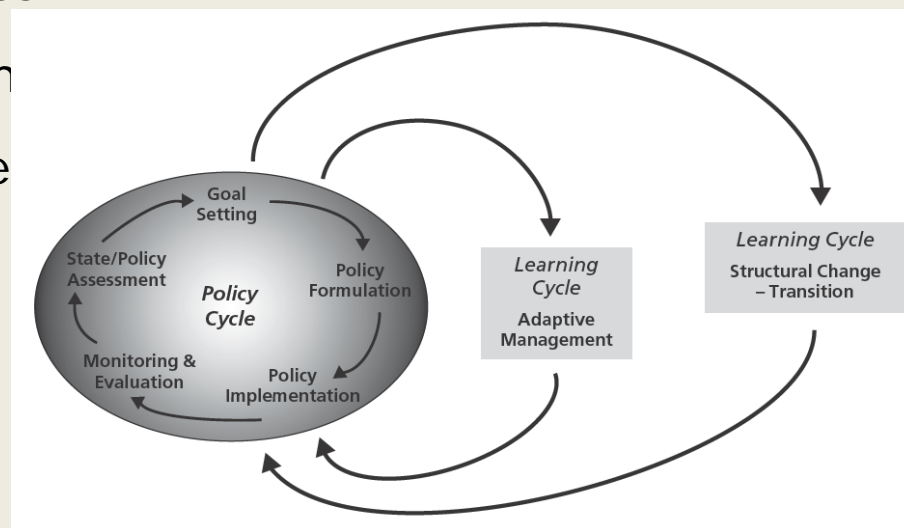 Goal
Setting
State/Policy
Assessment
Policy
Formulation
Policy
Cycle
Monitoring &
Evaluation
Policy
Implementation
Learning
Cycle
Adaptive
Management
Learning Cycle
Structural Change
– Transition